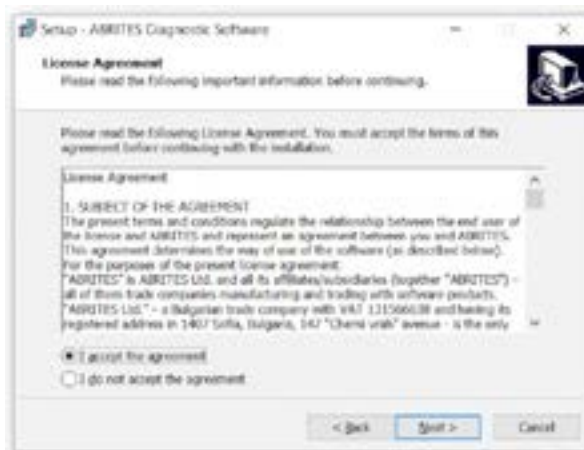 Setup - ABRITES Diagnostic Software
License Agreement
Please read the following important information before continuing.
Please read the following License Agreement. You must accept the terms of this
agreement before continuing with the installation.
License Agreement
1. SUBJECT OF THE AGREEMENT
The present terms and conditions regulate the relationship between the end user of
the license and ABRITES and represent an agreement between you and ABRITES.
This agreement determines the way of use of the software (as described below).
For the purposes of the present license agreement:
"ABRITES" is ABRITES Ltd. and all its affiliates/subsidiaries (together "ABRITES") -
all of them trade companies manufacturing and trading with software products.
"ABRITES Ltd." - a Bulgarian trade company with VAT and having its
registered address in 1407 Sofia, Bulgaria, 147 "Cherni vrah" avenue - is the only
I accept the agreement
I do not accept the agreement
< Back
Next >
Cancel